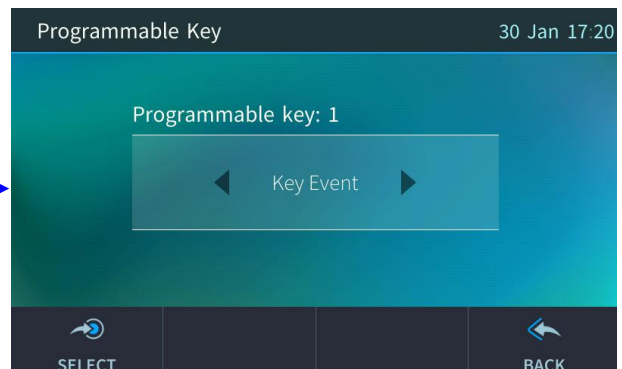 Programmable Key 30 Jan 17:20
Programmable key: 1
Key Event
SELECT BACK